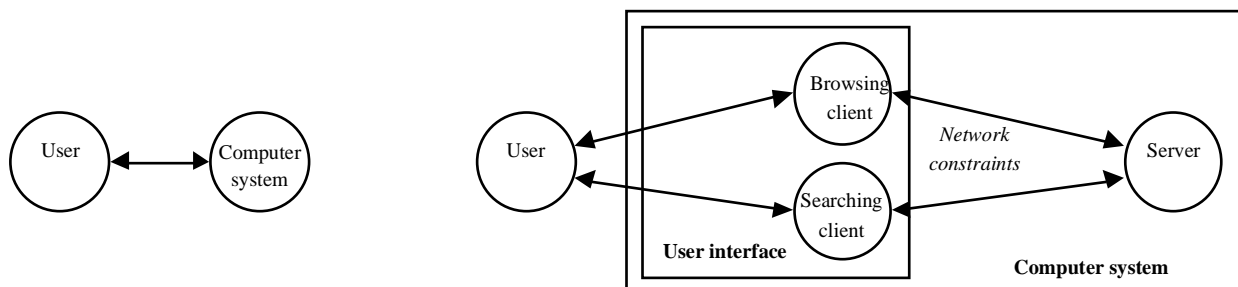 User
Computer
system
User
Browsing
client
Searching
client
User interface
Network
constraints
Server
Computer system